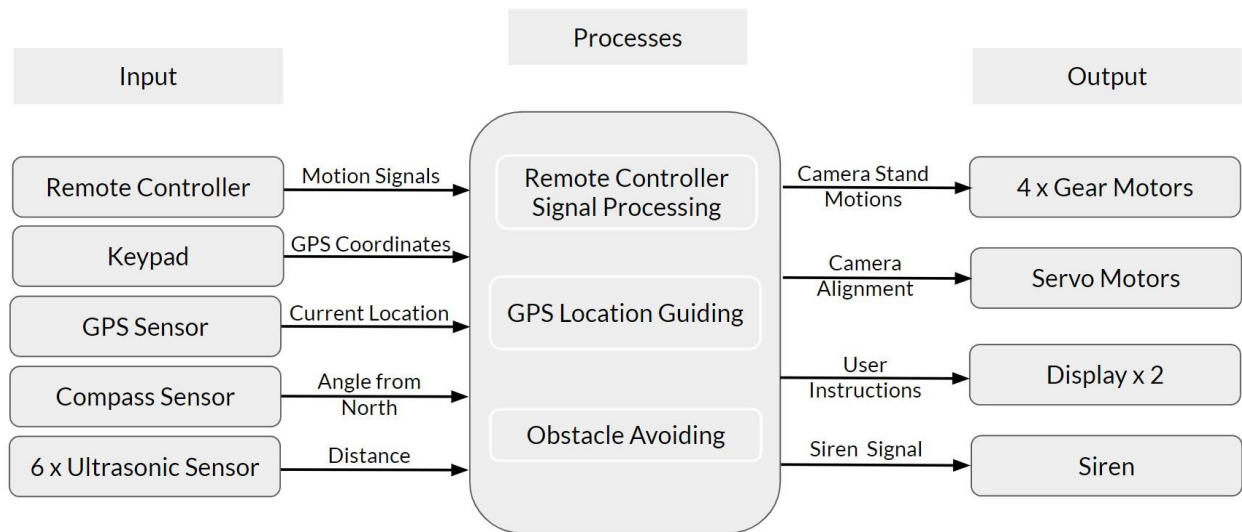 Processes
Input
Output
Remote Controller
Motion Signals
Keypad
GPS Coordinates
GPS Sensor
Current Location
Compass Sensor
Angle from
North
6 x Ultrasonic Sensor
Distance
Remote Controller
Signal Processing
GPS Location Guiding
Obstacle Avoiding
Camera Stand
Motions
4 x Gear Motors
Camera
Alignment
Servo Motors
User
Instructions
Display x 2
Siren Signal
Siren